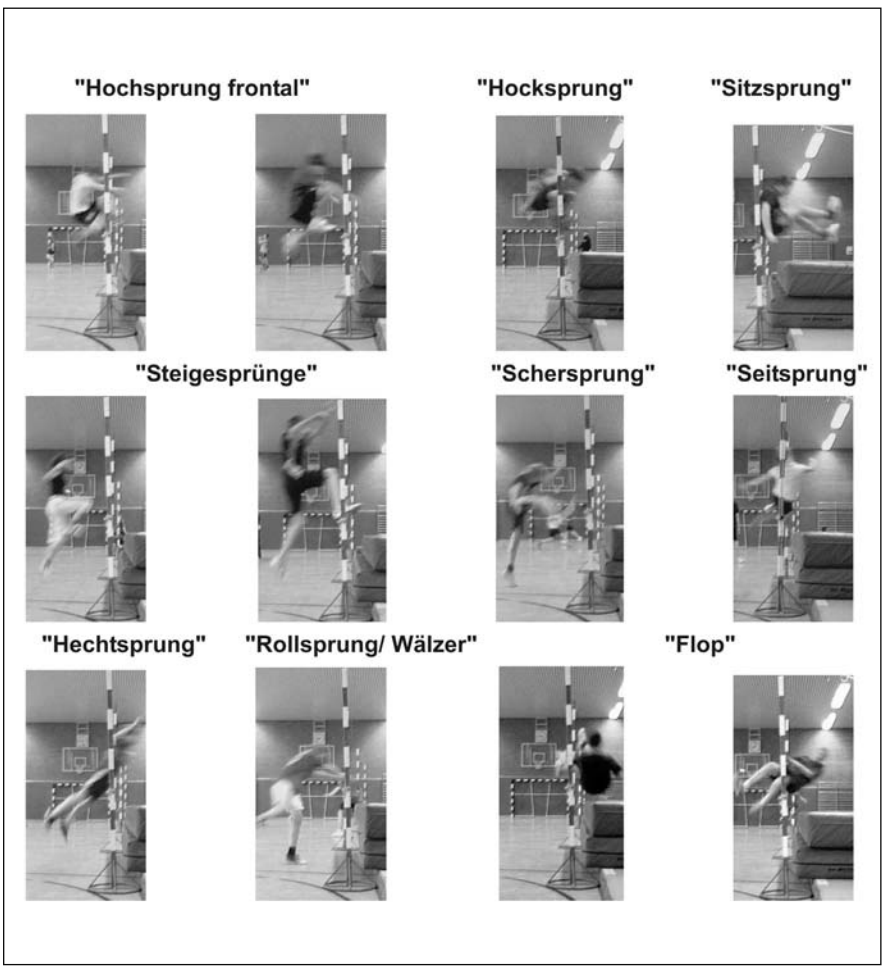 "Hochsprung frontal" "Hocksprung" "Sitzsprung"
"Steigesprünge" "Schersprung" "Seitsprung"
"Hechtsprung" "Rollsprung/ Wälzer" "Flop"